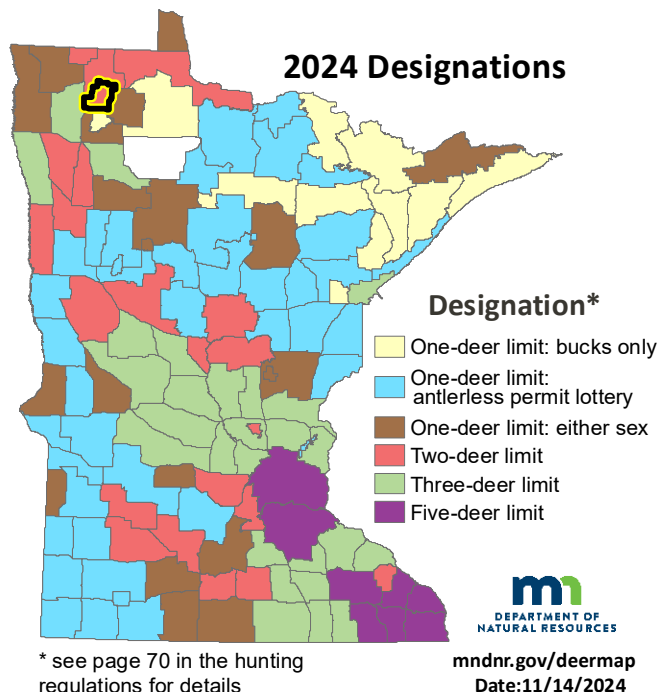 2024 Designations
Designation*
One-deer limit: bucks only
One-deer limit:
antlerless permit lottery
One-deer limit: either sex
Two-deer limit
Three-deer limit
Five-deer limit
mn
DEPARTMENT OF
NATURAL RESOURCES
* see page 70 in the hunting
regulations for details
mndnr.gov/deermap
Date:11/14/2024